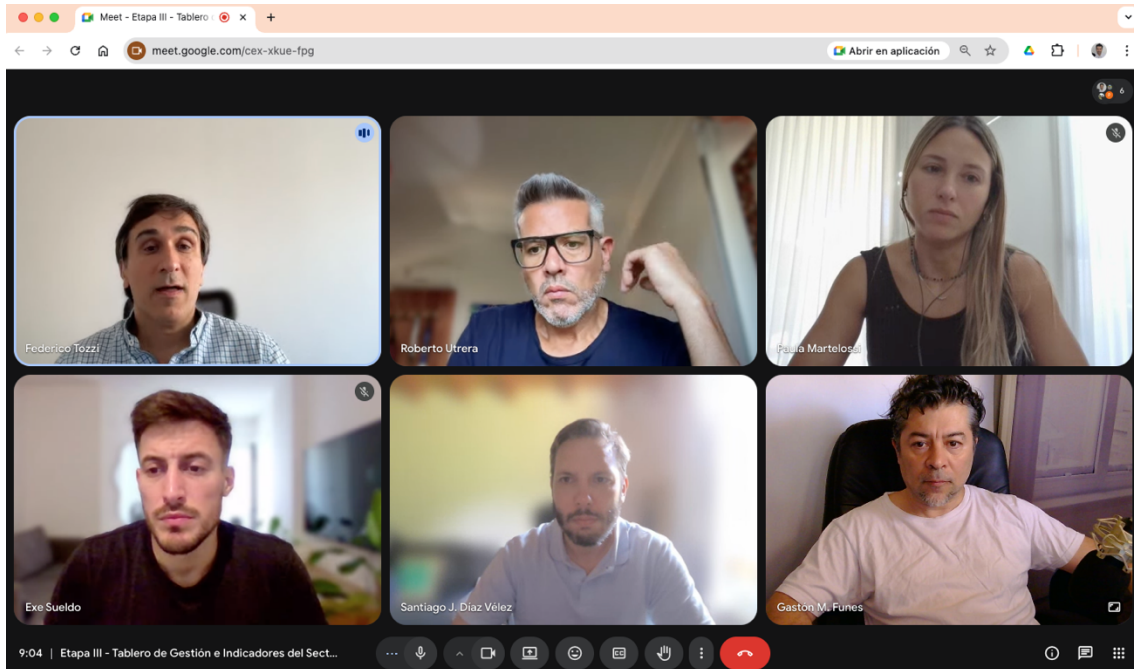 Meet - Etapa III - Tablero
meet.google.com/cex-xkue-fpg
Abrir en aplicación
6
Federico Tozzi
Roberto Utrera
Paula Martelossi
Exe Sueldo
Santiago J. Díaz Vélez
Gastón M. Funes
9:04 | Etapa III - Tablero de Gestión e Indicadores del Sect...